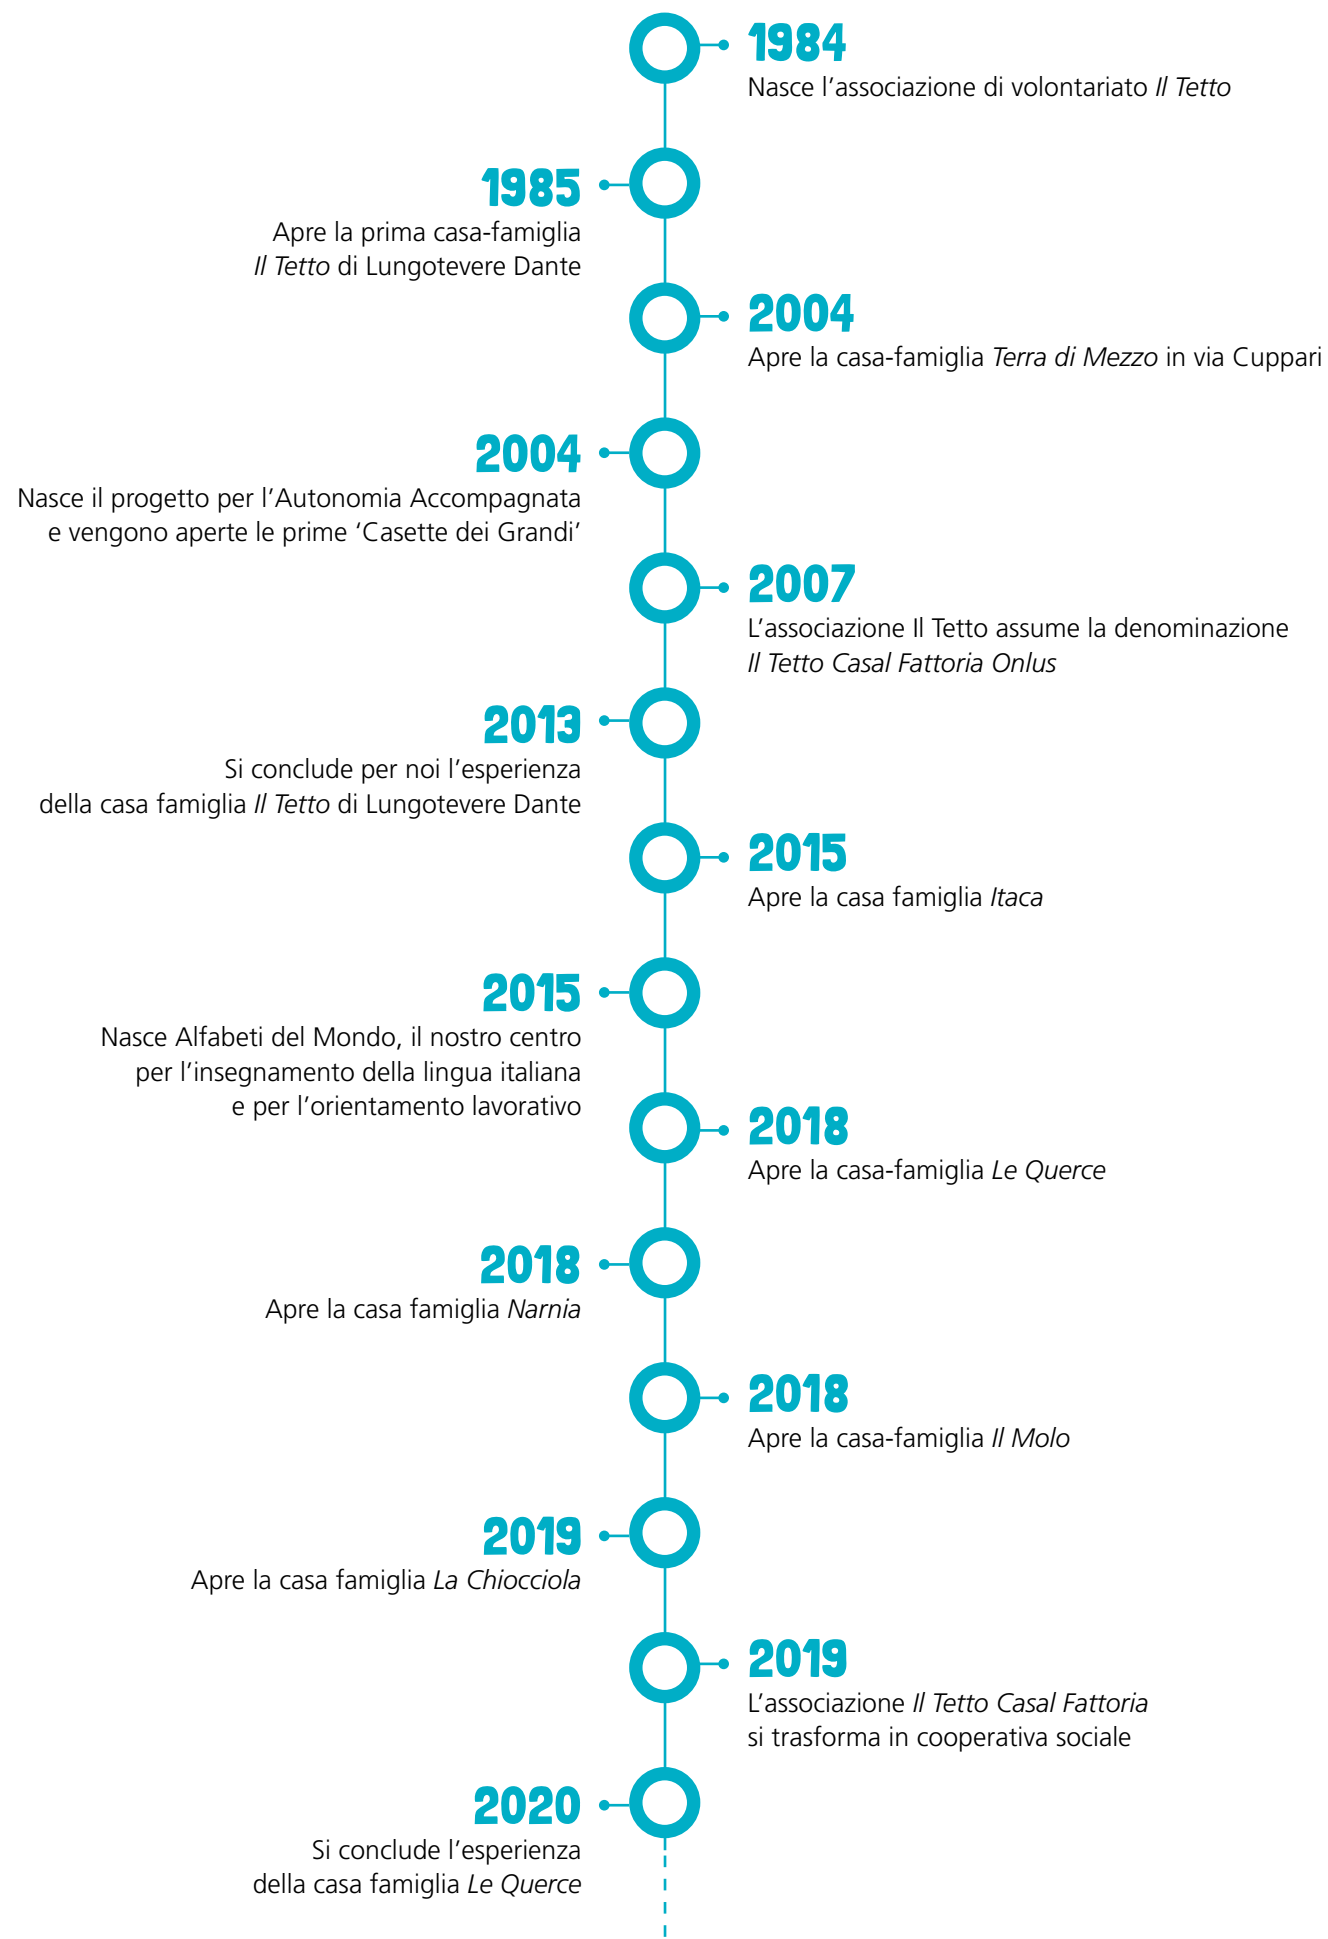 1984
Nasce l’associazione di volontariato Il Tetto
1985
Apre la prima casa-famiglia
Il Tetto di Lungotevere Dante
2004
Apre la casa-famiglia Terra di Mezzo in via Cuppari
2004
Nasce il progetto per l’Autonomia Accompagnata
e vengono aperte le prime ‘Casette dei Grandi’
2007
L’associazione Il Tetto assume la denominazione
Il Tetto Casal Fattoria Onlus
2013
Si conclude per noi l’esperienza
della casa famiglia Il Tetto di Lungotevere Dante
2015
Apre la casa famiglia Itaca
2015
Nasce Alfabeti del Mondo, il nostro centro
per l’insegnamento della lingua italiana
e per l’orientamento lavorativo
2018
Apre la casa-famiglia Le Querce
2018
Apre la casa famiglia Narnia
2018
Apre la casa-famiglia Il Molo
2019
Apre la casa famiglia La Chiocciola
2019
L’associazione Il Tetto Casal Fattoria
si trasforma in cooperativa sociale
2020
Si conclude l’esperienza
della casa famiglia Le Querce